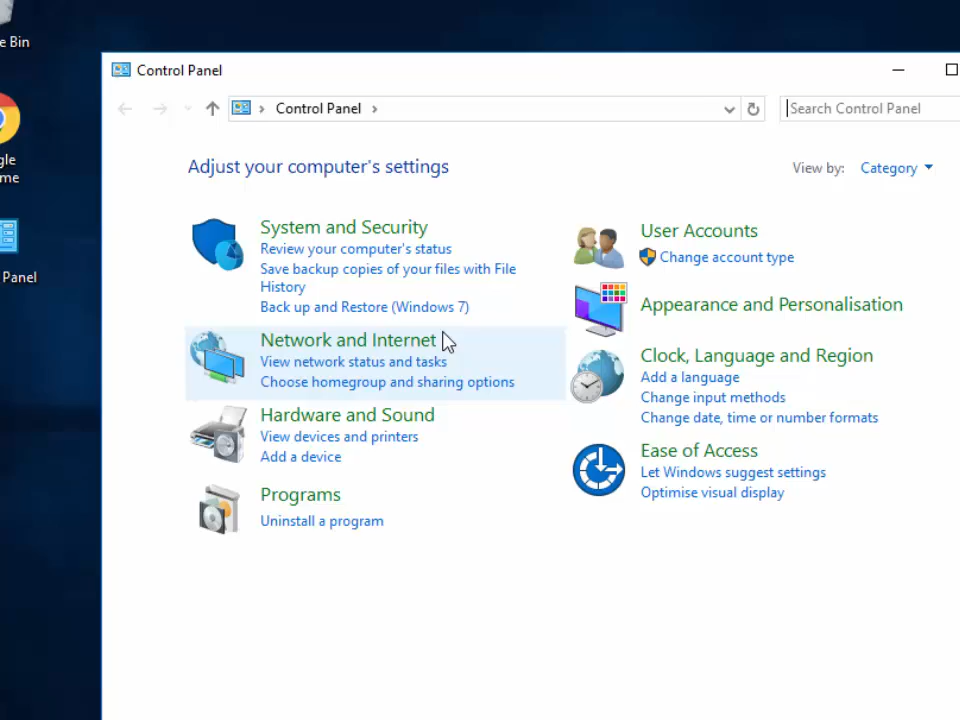 e Bin
gle
me
Panel
Control Panel
Control Panel
Search Control Panel
Adjust your computer's settings
View by: Category
System and Security
Review your computer's status
Save backup copies of your files with File
History
Back up and Restore (Windows 7)
Network and Internet
View network status and tasks
Choose homegroup and sharing options
Hardware and Sound
View devices and printers
Add a device
Programs
Uninstall a program
User Accounts
Change account type
Appearance and Personalisation
Clock, Language and Region
Add a language
Change input methods
Change date, time or number formats
Ease of Access
Let Windows suggest settings
Optimise visual display